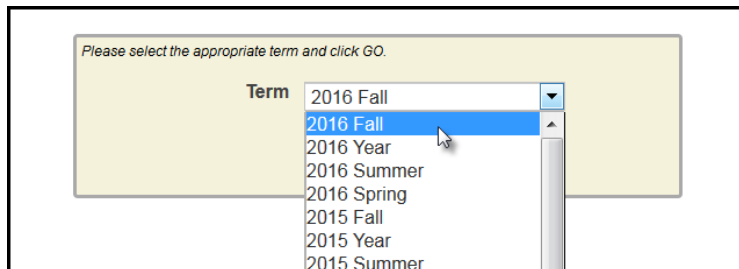 Please select the appropriate term and click GO.
Term 2016 Fall
2016 Fall
2016 Year
2016 Summer
2016 Spring
2015 Fall
2015 Year
2015 Summer